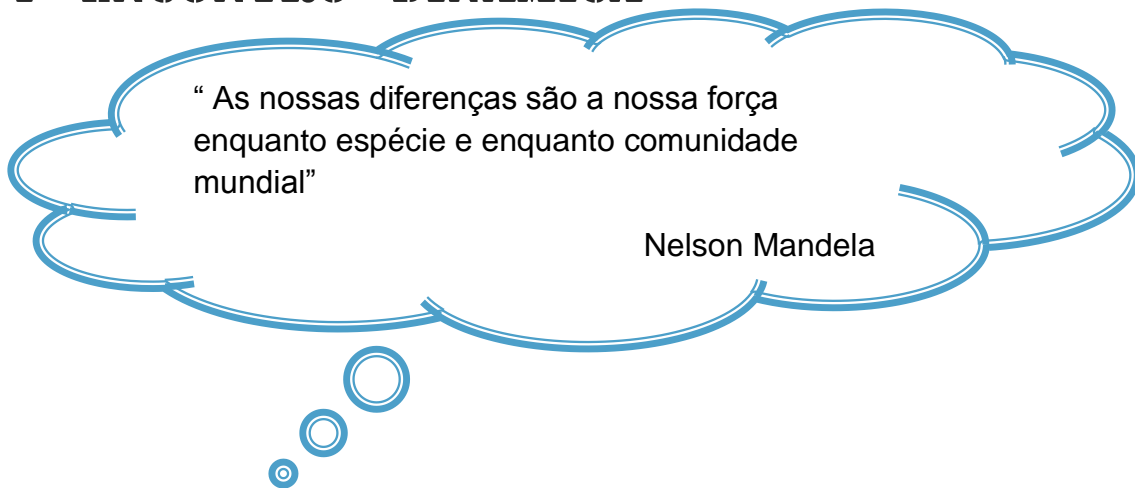 “ As nossas diferenças são a nossa força
enquanto espécie e enquanto comunidade
mundial”
Nelson Mandela